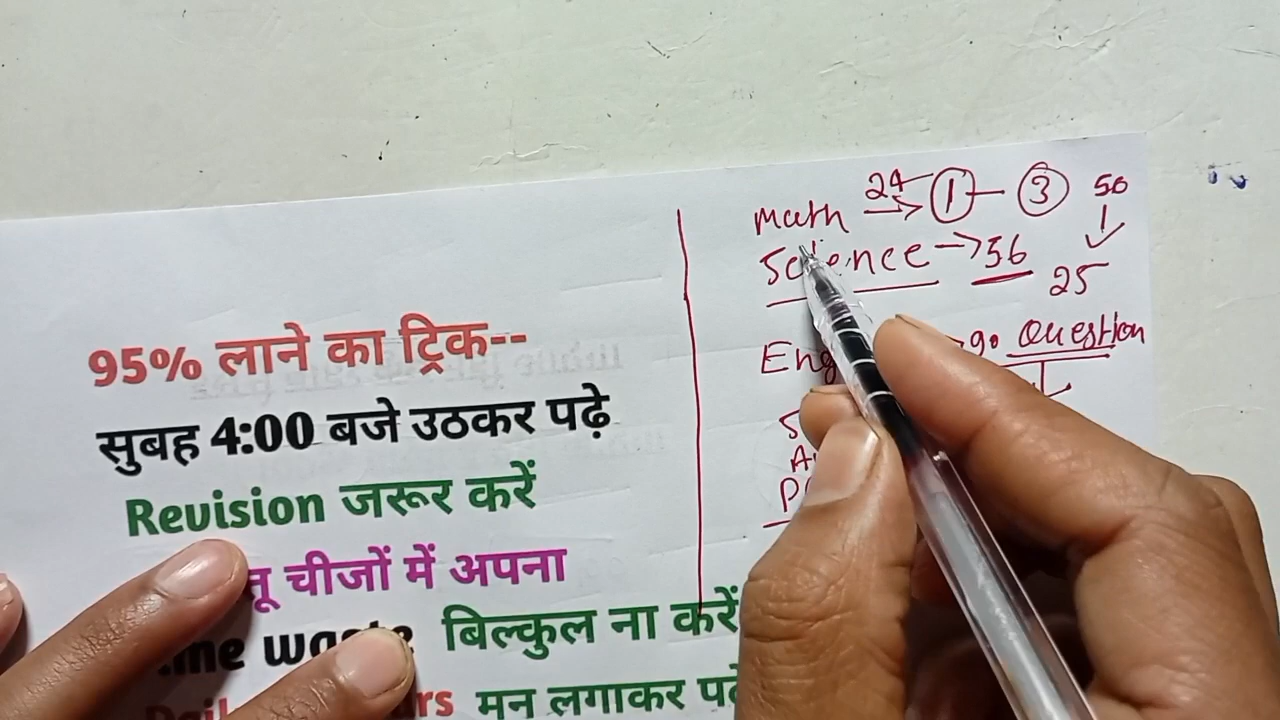 95% लाने का ट्रिक--
सुबह 4:00 बजे उठकर पढ़े
Revision जरूर करें
चीजों में अपना
waste बिल्कुल ना करें
मन लगाकर
Math → 24 1 — 3 50
Science → 56 25
Question